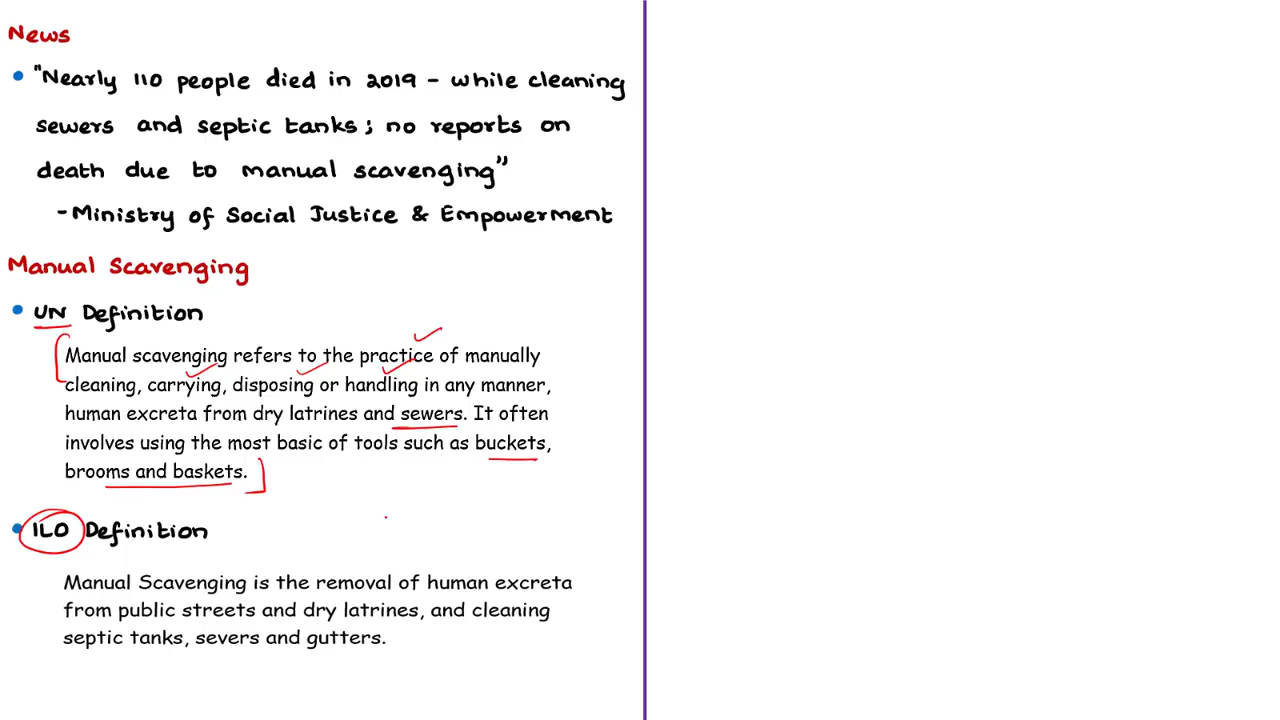 News
"Nearly 110 people died in 2019 - while cleaning
sewers and septic tanks; no reports on
death due to manual scavenging"
-Ministry of Social Justice & Empowerment
Manual Scavenging
UN Definition
Manual scavenging refers to the practice of manually
cleaning, carrying, disposing or handling in any manner,
human excreta from dry latrines and sewers. It often
involves using the most basic of tools such as buckets,
brooms and baskets.
ILO Definition
Manual Scavenging is the removal of human excreta
from public streets and dry latrines, and cleaning
septic tanks, severs and gutters.